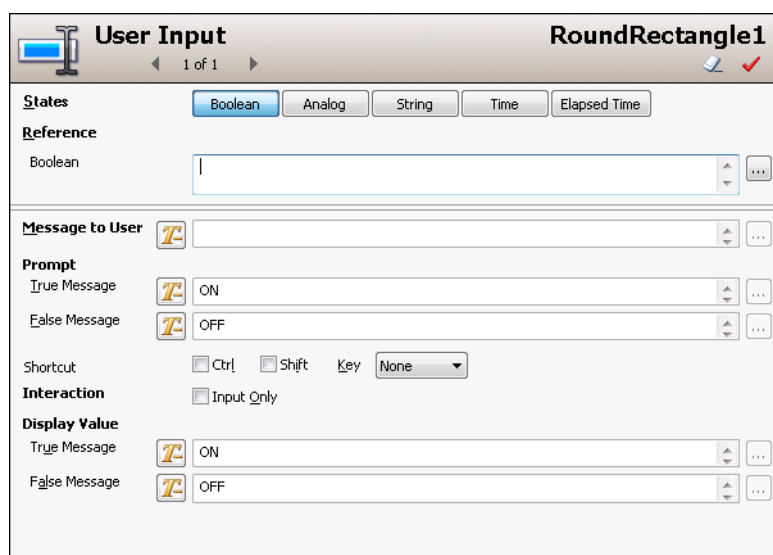 User Input RoundRectangle1
1 of 1
States Boolean Analog String Time Elapsed Time
Reference
Boolean ...
Message to User T ...
Prompt
True Message T ON ...
False Message T OFF ...
Shortcut Ctrl Shift Key None
Interaction Input Only
Display Value
True Message T ON ...
False Message T OFF ...